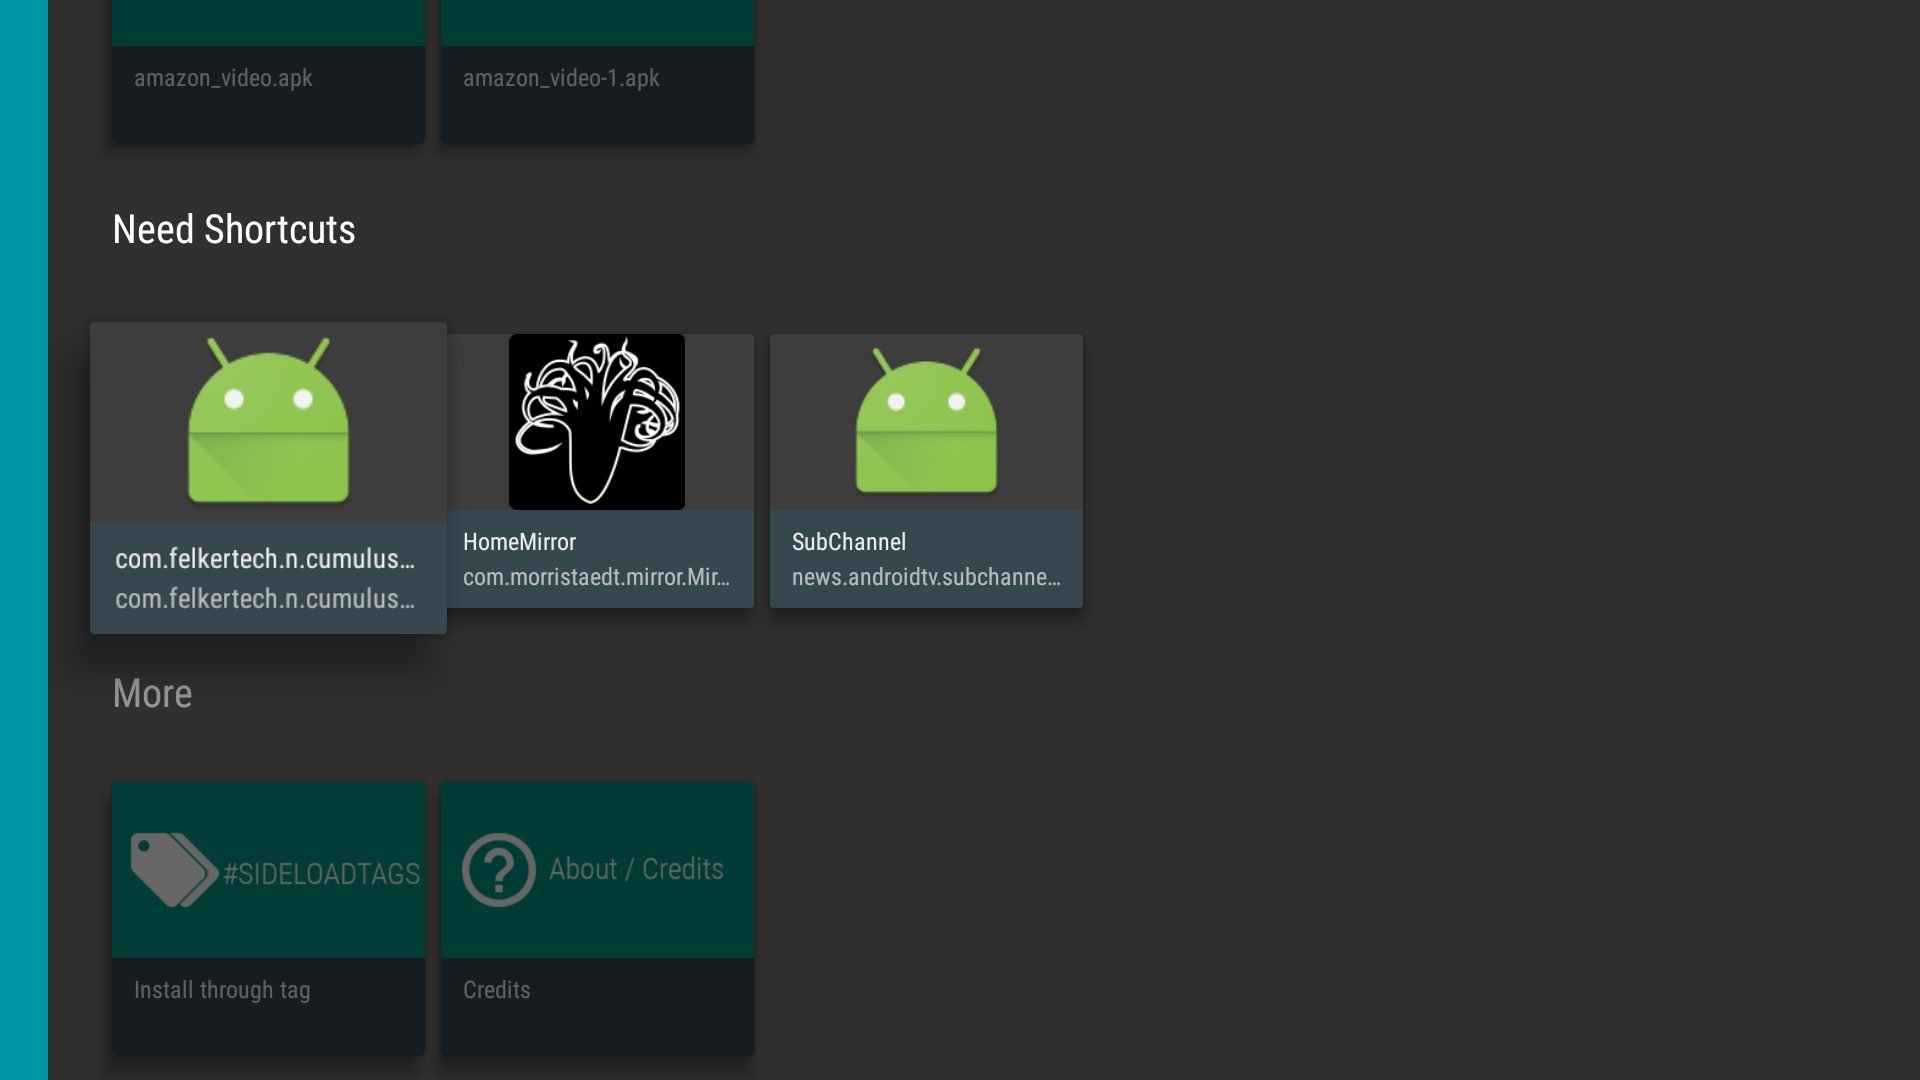 amazon_video.apk
amazon_video-1.apk
Need Shortcuts
com.felkertech.n.cumulus...
com.felkertech.n.cumulus...
HomeMirror
com.morristaedt.mirror.Mir...
SubChannel
news.androidtv.subchanne...
More
#SIDELOADTAGS
Install through tag
About / Credits
Credits